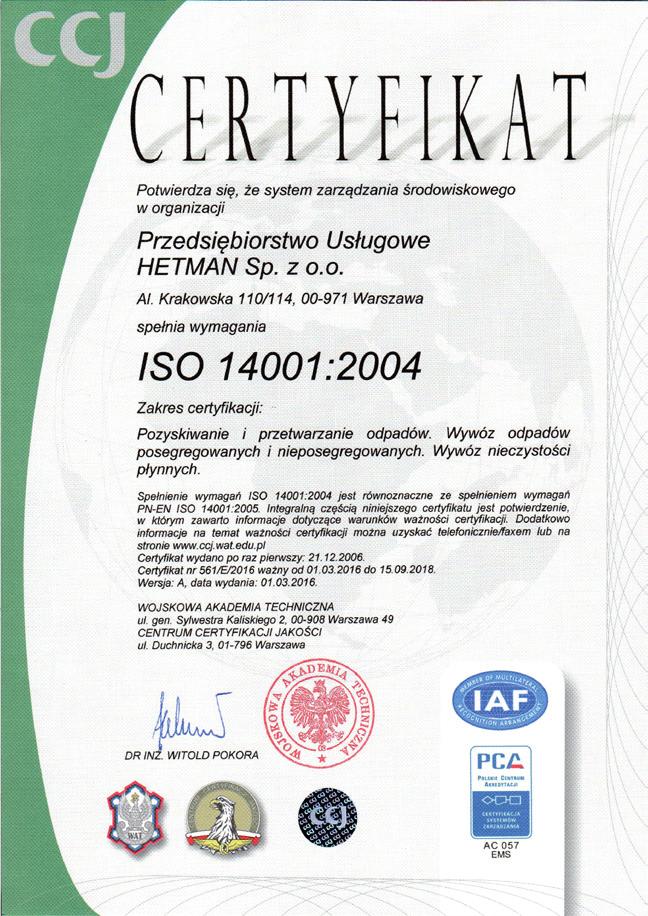 CCJ
CERTYFIKAT
Potwierdza się, że system zarządzania środowiskowego
w organizacji
Przedsiębiorstwo Usługowe
HETMAN Sp. z o.o.
Al. Krakowska 110/114, 00-971 Warszawa
spełnia wymagania
ISO 14001:2004
Zakres certyfikacji:
Pozyskiwanie i przetwarzanie odpadów. Wywóz odpadów
posegregowanych i nieposegregowanych. Wywóz nieczystości
płynnych.
Spełnienie wymagań ISO 14001:2004 jest równoznaczne ze spełnieniem wymagań
PN-EN ISO 14001:2005. Integralną częścią niniejszego certyfikatu jest potwierdzenie,
w którym zawarto informacje dotyczące warunków ważności certyfikacji. Dodatkowo
informacje na temat ważności certyfikacji można uzyskać telefonicznie/faxem lub na
stronie www.ccj.wat.edu.pl
Certyfikat wydano po raz pierwszy: 21.12.2006.
Certyfikat nr 561/E/2016 ważny od 01.03.2016 do 15.09.2018.
Wersja: A, data wydania: 01.03.2016.
WOJSKOWA AKADEMIA TECHNICZNA
ul. gen. Sylwestra Kaliskiego 2, 00-908 Warszawa 49
CENTRUM CERTYFIKACJI JAKOŚCI
ul. Duchnicka 3, 01-796 Warszawa
WOJSKOWA AKADEMIA TECHNICZNA
MEMBER OF MULTILATERAL
IAF
RECOGNITION ARRANGEMENT
DR INŻ. WITOLD POKORA
PCA
POLSKIE CENTRUM
AKREDYTACJI
CERTYFIKACJA
SYSTEMÓW
ZARZĄDZANIA
AC 057
EMS
WAT
CCJ